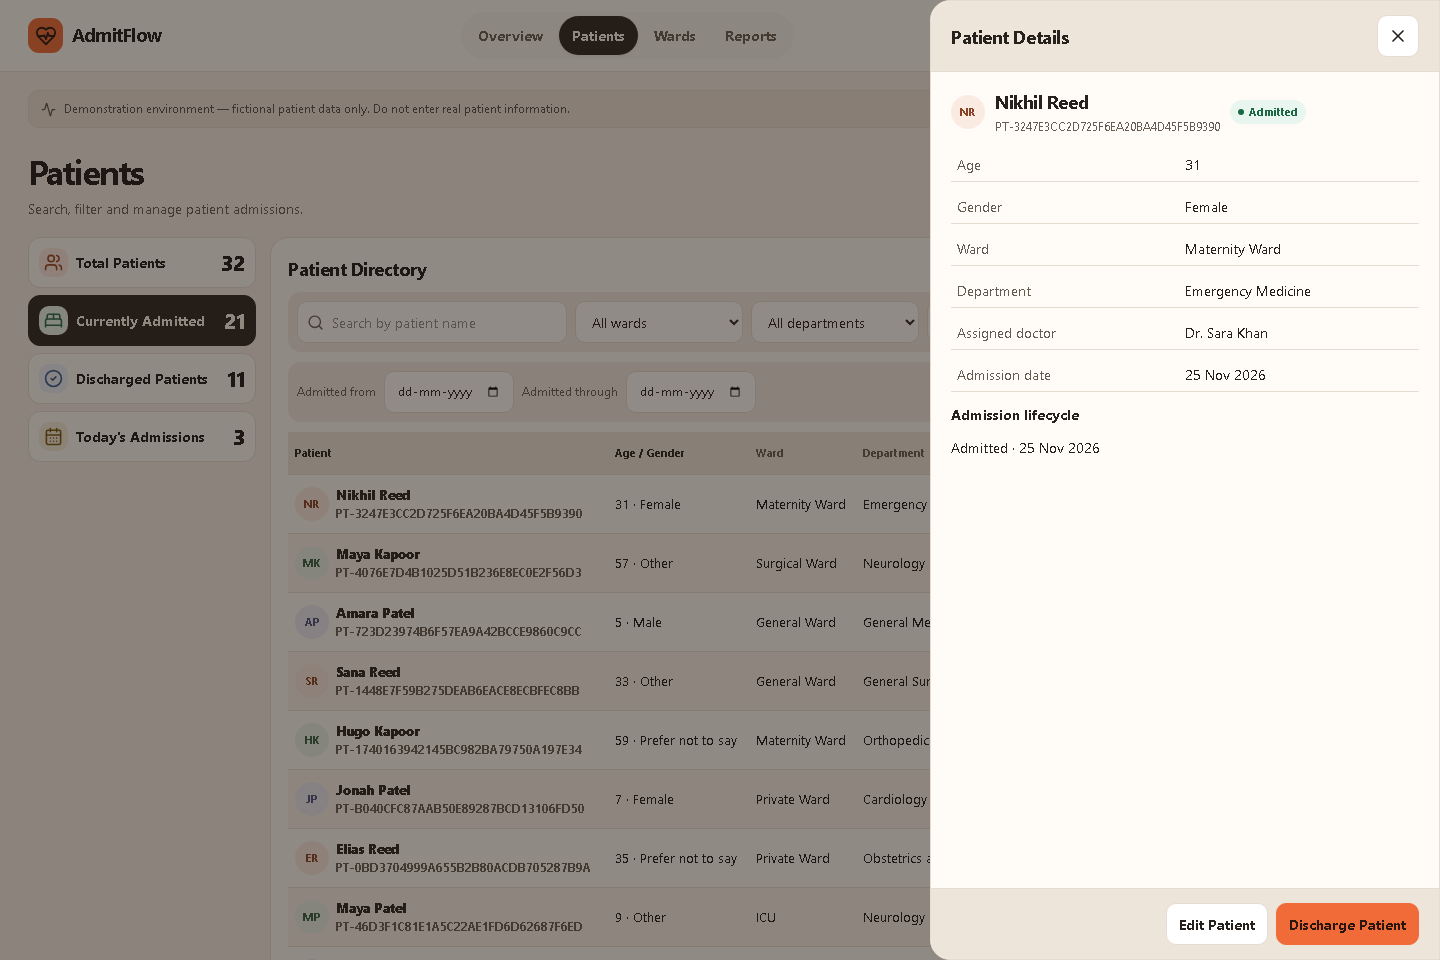 AdmitFlow
Overview Patients Wards Reports
Demonstration environment — fictional patient data only. Do not enter real patient information.
Patients
Search, filter and manage patient admissions.
Total Patients 32
Currently Admitted 21
Discharged Patients 11
Today's Admissions 3
Patient Directory
Search by patient name All wards All departments
Admitted from dd-mm-yyyy Admitted through dd-mm-yyyy
Patient Age / Gender Ward Department
NR Nikhil Reed 31 · Female Maternity Ward Emergency
PT-3247E3CC2D725F6EA20BA4D45F5B9390
MK Maya Kapoor 57 · Other Surgical Ward Neurology
PT-4076E7D4B1025D51B236E8EC0E2F56D3
AP Amara Patel 5 · Male General Ward General Me
PT-723D23974B6F57EA9A42BCCE9860C9CC
SR Sana Reed 33 · Other General Ward General Sur
PT-1448E7F59B275DEAB6EACE8ECBFEC8BB
HK Hugo Kapoor 59 · Prefer not to say Maternity Ward Orthopedic
PT-1740163942145BC982BA79750A197E34
JP Jonah Patel 7 · Female Private Ward Cardiology
PT-B040CFC87AAB50E89287BCD13106FD50
ER Elias Reed 35 · Prefer not to say Private Ward Obstetrics a
PT-0BD3704999A655B2B80ACDB705287B9A
MP Maya Patel 9 · Other ICU Neurology
PT-46D3F1C81E1A5C22AE1FD6D62687F6ED
Patient Details
NR Nikhil Reed
PT-3247E3CC2D725F6EA20BA4D45F5B9390 Admitted
Age 31
Gender Female
Ward Maternity Ward
Department Emergency Medicine
Assigned doctor Dr. Sara Khan
Admission date 25 Nov 2026
Admission lifecycle
Admitted · 25 Nov 2026
Edit Patient Discharge Patient